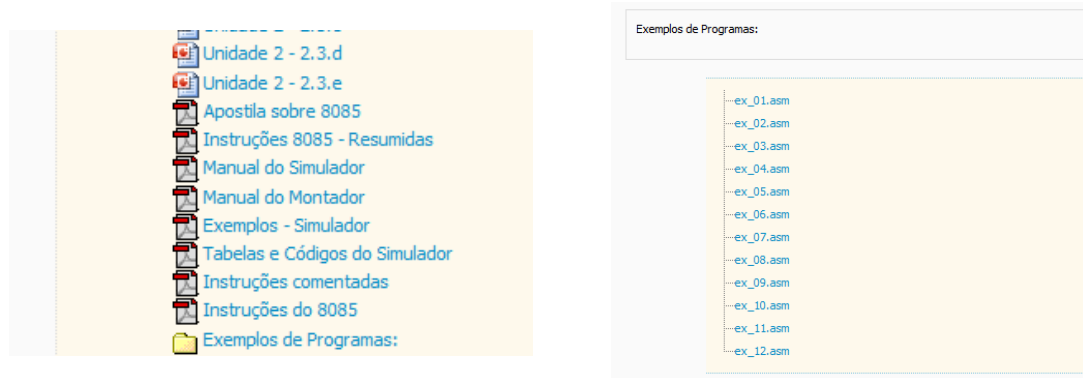 Unidade 2 - 2.3.d
Unidade 2 - 2.3.e
Apostila sobre 8085
Instruções 8085 - Resumidas
Manual do Simulador
Manual do Montador
Exemplos - Simulador
Tabelas e Códigos do Simulador
Instruções comentadas
Instruções do 8085
Exemplos de Programas:
Exemplos de Programas:
ex_01.asm
ex_02.asm
ex_03.asm
ex_04.asm
ex_05.asm
ex_06.asm
ex_07.asm
ex_08.asm
ex_09.asm
ex_10.asm
ex_11.asm
ex_12.asm